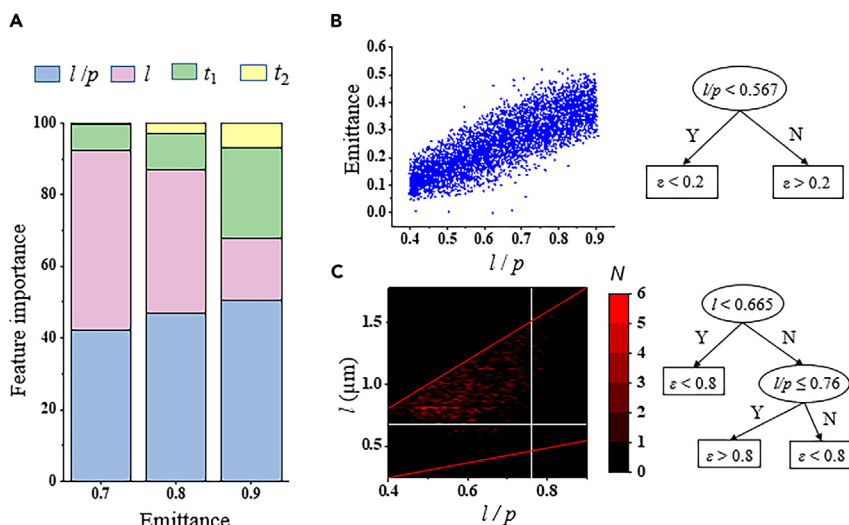 A
l/p l t₁ t₂
100
80
60
40
20
0
Feature importance
0.7 0.8 0.9
Emittance
B
0.6
0.5
0.4
0.3
0.2
0.1
0.0
Emittance
0.4 0.5 0.6 0.7 0.8 0.9
l / p
l/p < 0.567
Y N
ε < 0.2 ε > 0.2
C
1.5
1.0
0.5
l (μm)
0.4 0.6 0.8
l / p
N
6
5
4
3
2
1
0
l < 0.665
Y N
ε < 0.8 l/p ≤ 0.76
Y N
ε > 0.8 ε < 0.8